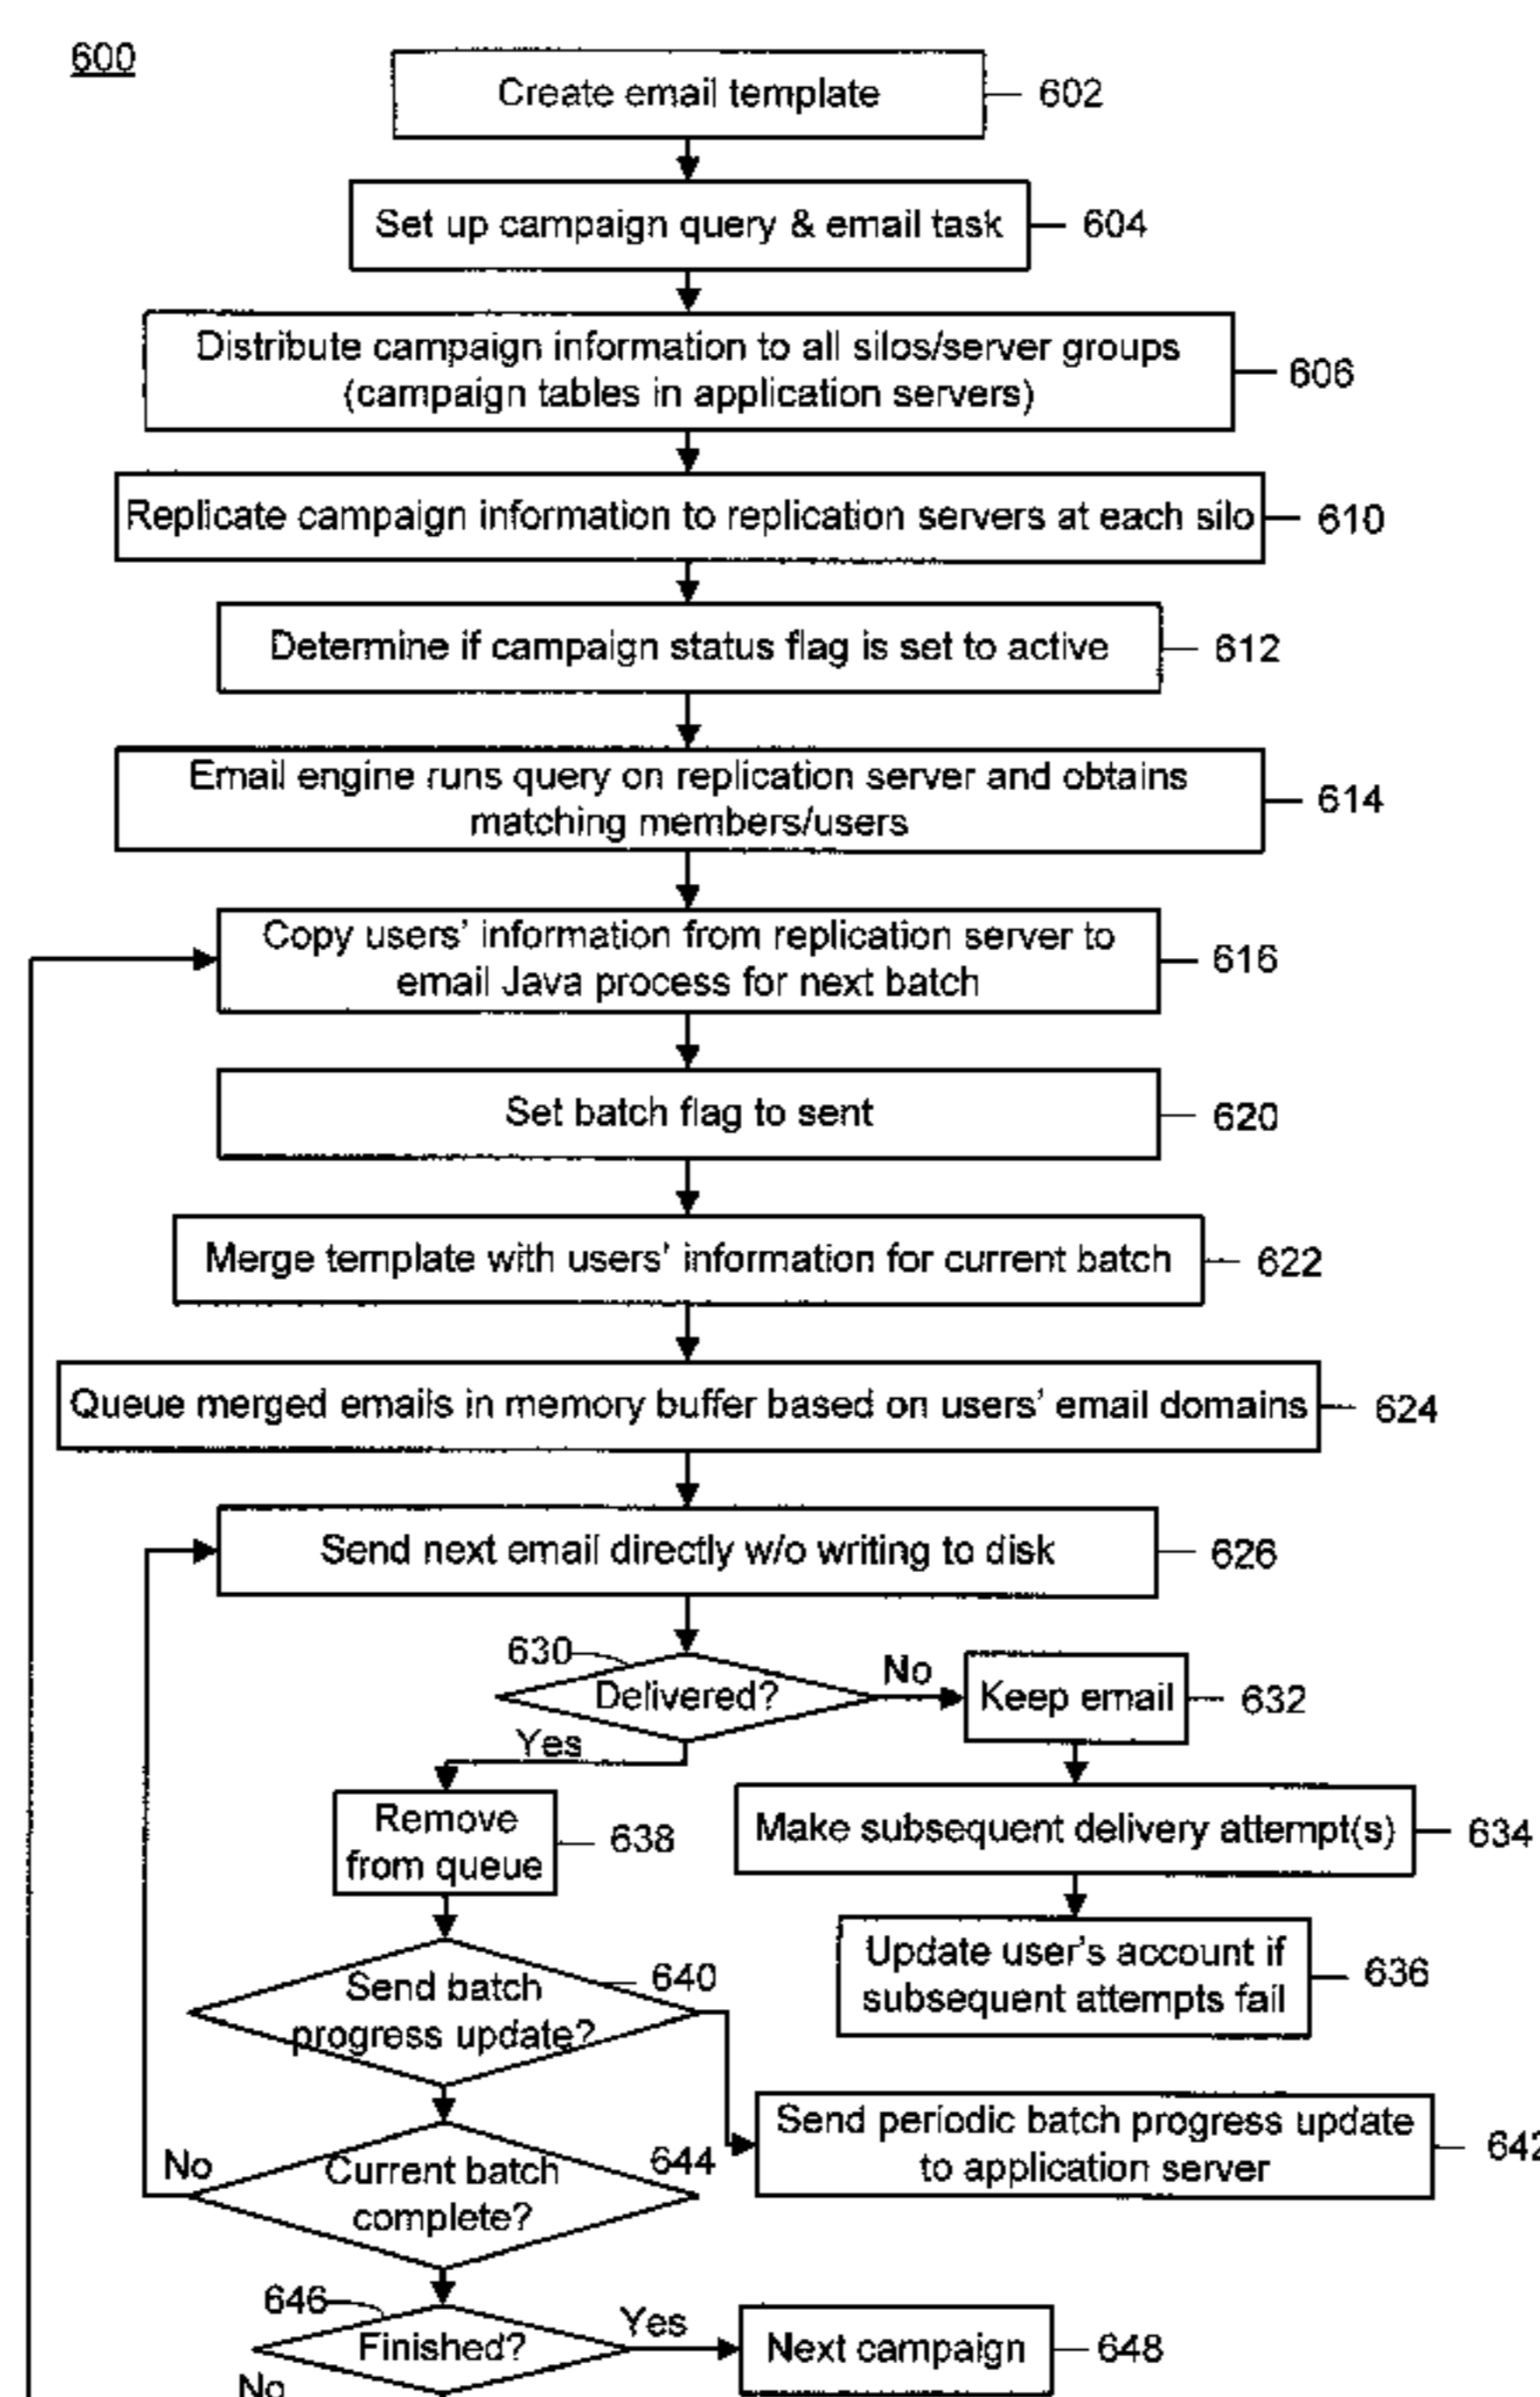 600
Create email template
602
Set up campaign query & email task
604
Distribute campaign information to all silos/server groups
(campaign tables in application servers)
606
Replicate campaign information to replication servers at each silo
610
Determine if campaign status flag is set to active
612
Email engine runs query on replication server and obtains
matching members/users
614
Copy users' information from replication server to
email Java process for next batch
616
Set batch flag to sent
620
Merge template with users' information for current batch
622
Queue merged emails in memory buffer based on users' email domains
624
Send next email directly w/o writing to disk
626
630
Delivered?
No
Keep email
632
Yes
Remove
from queue
638
Make subsequent delivery attempt(s)
634
Update user's account if
subsequent attempts fail
636
Send batch
progress update?
640
Send periodic batch progress update
to application server
642
No
Current batch
complete?
644
646
Finished?
Yes
Next campaign
648
No